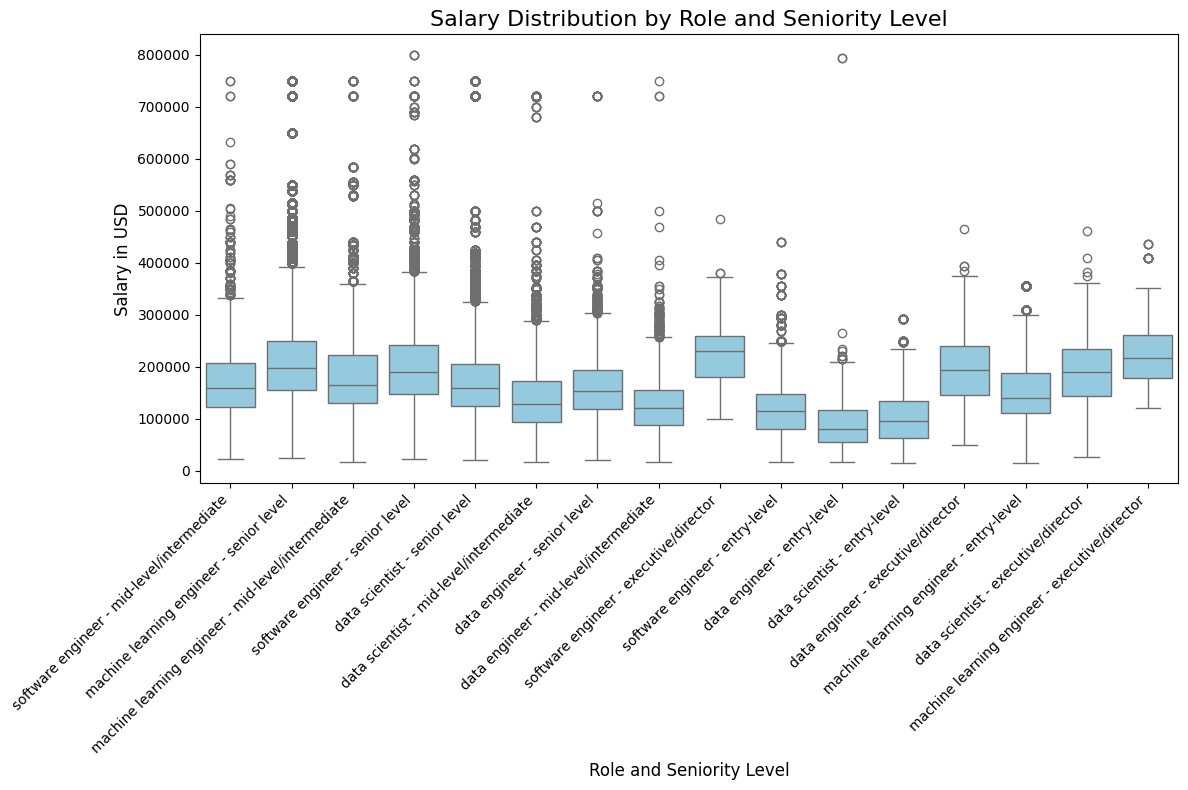 Salary Distribution by Role and Seniority Level
Salary in USD
800000
700000
600000
500000
400000
300000
200000
100000
0
software engineer - mid-level/intermediate
machine learning engineer - senior level
machine learning engineer - mid-level/intermediate
software engineer - senior level
data scientist - senior level
data scientist - mid-level/intermediate
data engineer - senior level
data engineer - mid-level/intermediate
software engineer - executive/director
software engineer - entry-level
data engineer - entry-level
data scientist - entry-level
data engineer - executive/director
machine learning engineer - entry-level
data scientist - executive/director
machine learning engineer - executive/director
Role and Seniority Level